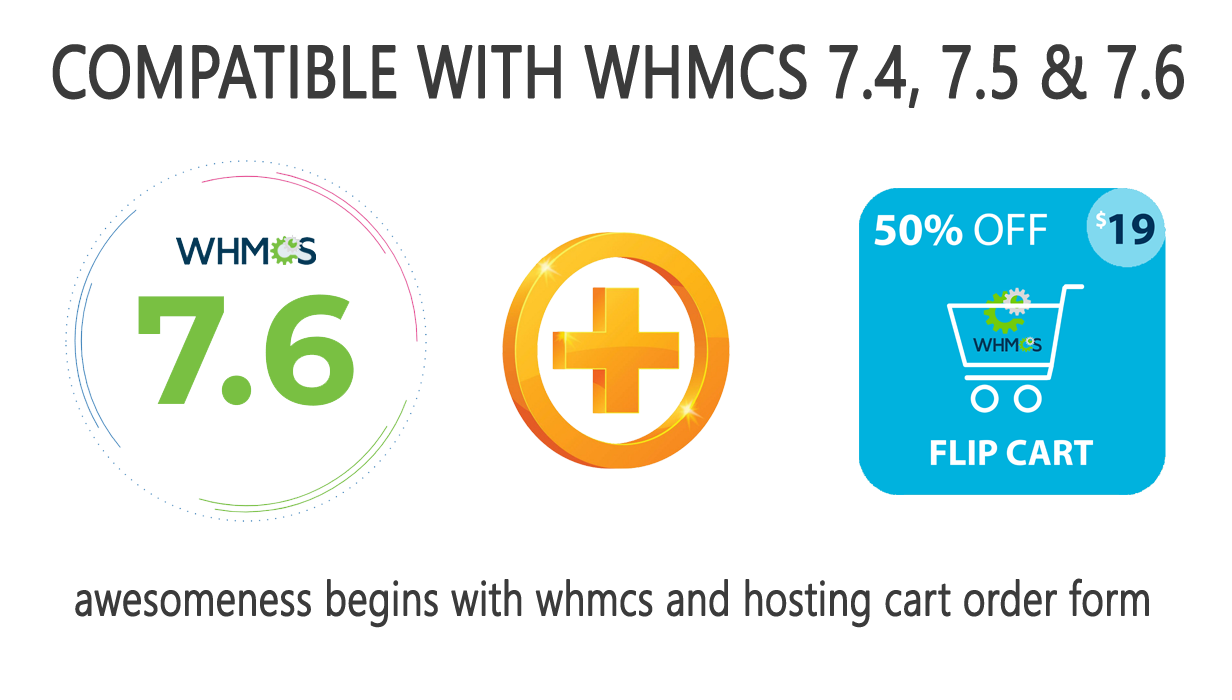 COMPATIBLE WITH WHMCS 7.4, 7.5 & 7.6
WHMCS
7.6
50% OFF
$19
WHMCS
FLIP CART
awesomeness begins with whmcs and hosting cart order form